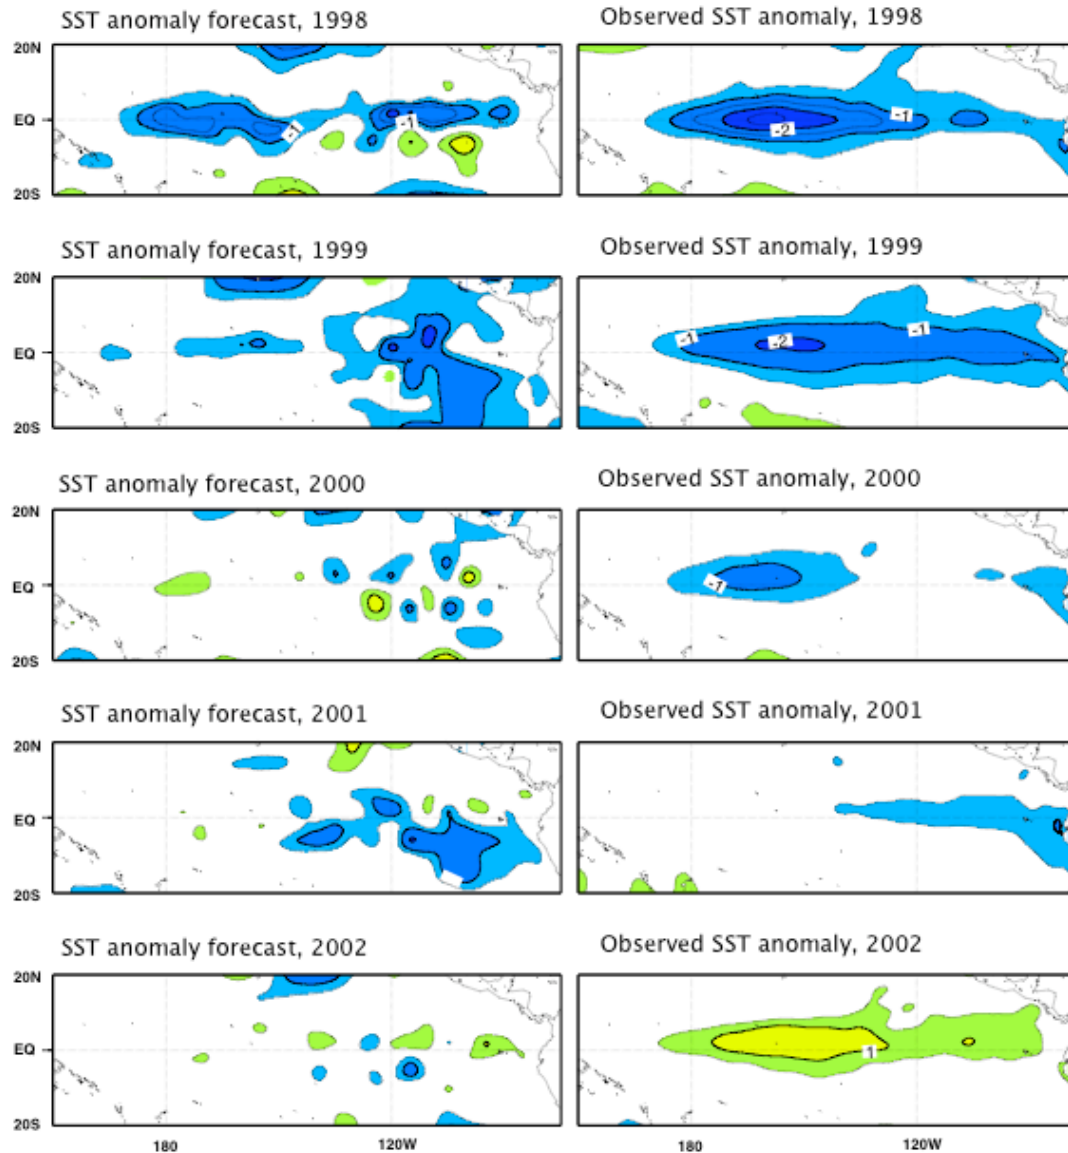 SST anomaly forecast, 1998 Observed SST anomaly, 1998
20N
EQ -1 -1 -2 -1
20S
SST anomaly forecast, 1999 Observed SST anomaly, 1999
20N
EQ -1 -2 -1
20S
SST anomaly forecast, 2000 Observed SST anomaly, 2000
20N
EQ -1
20S
SST anomaly forecast, 2001 Observed SST anomaly, 2001
20N
EQ
20S
SST anomaly forecast, 2002 Observed SST anomaly, 2002
20N
EQ 1
20S
180 120W 180 120W